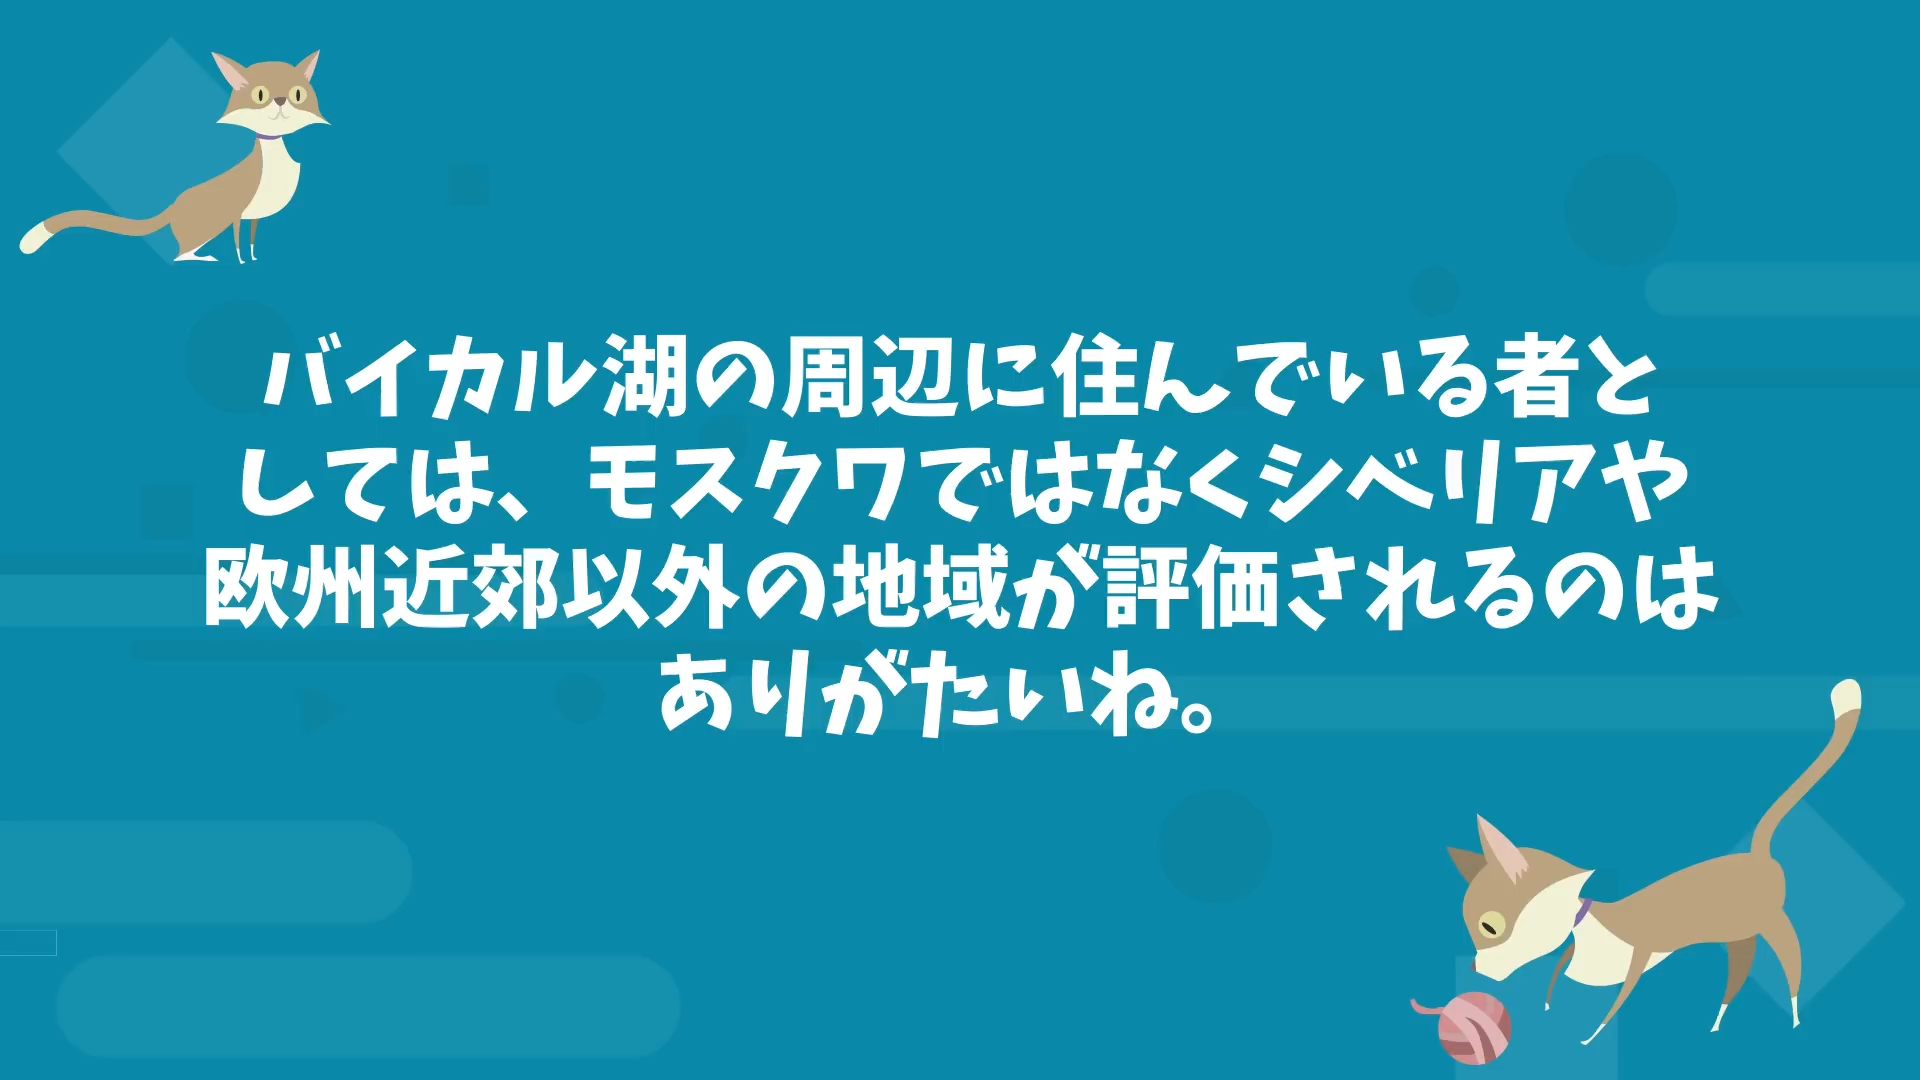 バイカル湖の周辺に住んでいる者と
しては、モスクワではなくシベリアや
欧州近郊以外の地域が評価されるのは
ありがたいね。